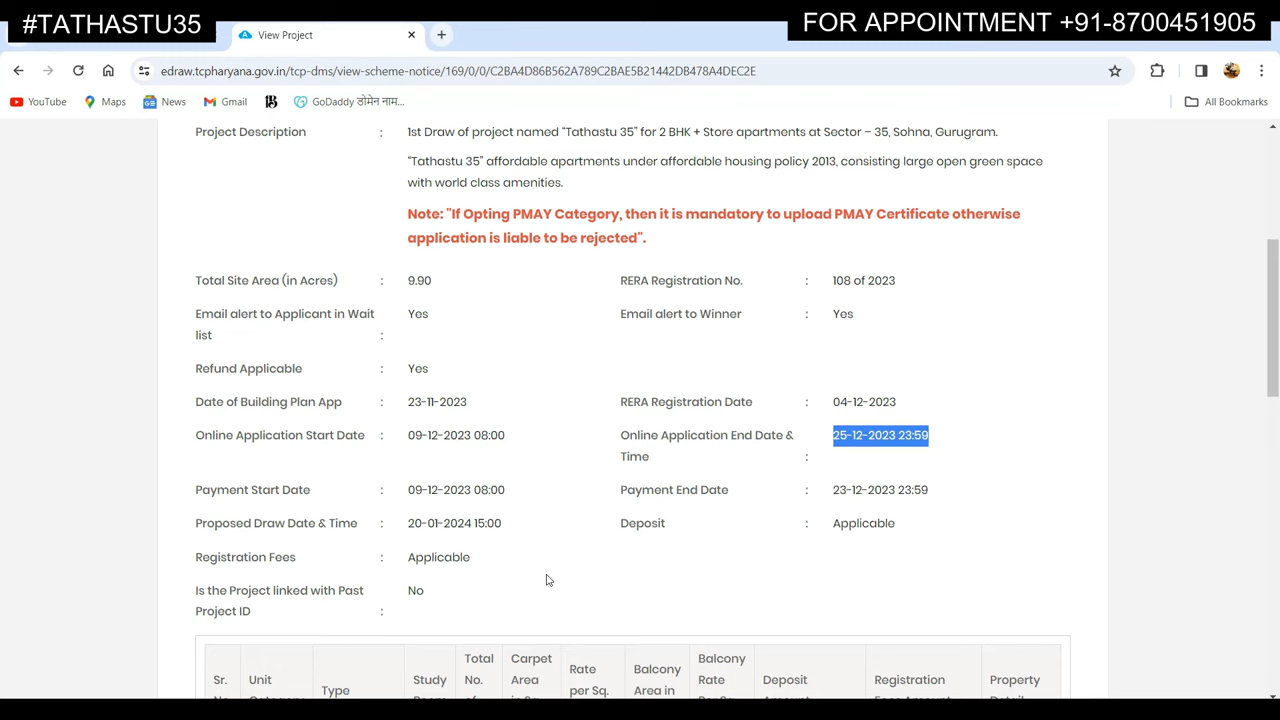 #TATHASTU35
FOR APPOINTMENT +91-8700451905
View Project
edraw.tcpharyana.gov.in/tcp-dms/view-scheme-notice/169/0/0/C2BA4D86B562A789C2BAE5B21442DB478A4DEC2E
YouTube
Maps
News
Gmail
GoDaddy डोमेन नाम...
All Bookmarks
Project Description : 1st Draw of project named “Tathastu 35” for 2 BHK + Store apartments at Sector – 35, Sohna, Gurugram.
“Tathastu 35” affordable apartments under affordable housing policy 2013, consisting large open green space
with world class amenities.
Note: "If Opting PMAY Category, then it is mandatory to upload PMAY Certificate otherwise
application is liable to be rejected".
Total Site Area (in Acres) : 9.90 RERA Registration No. : 108 of 2023
Email alert to Applicant in Wait Yes Email alert to Winner : Yes
list :
Refund Applicable : Yes
Date of Building Plan App : 23-11-2023 RERA Registration Date : 04-12-2023
Online Application Start Date : 09-12-2023 08:00 Online Application End Date & 25-12-2023 23:59
Time :
Payment Start Date : 09-12-2023 08:00 Payment End Date : 23-12-2023 23:59
Proposed Draw Date & Time : 20-01-2024 15:00 Deposit : Applicable
Registration Fees : Applicable
Is the Project linked with Past No
Project ID :
Total Carpet Balcony
Sr. Unit Study No. Area Rate Balcony Rate Deposit Registration Property
Type per Sq. Area in